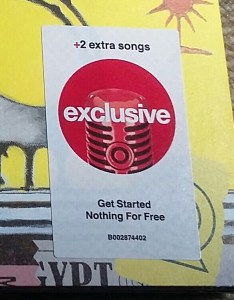 +2 extra songs
exclusive
Get Started
Nothing For Free
B002874402